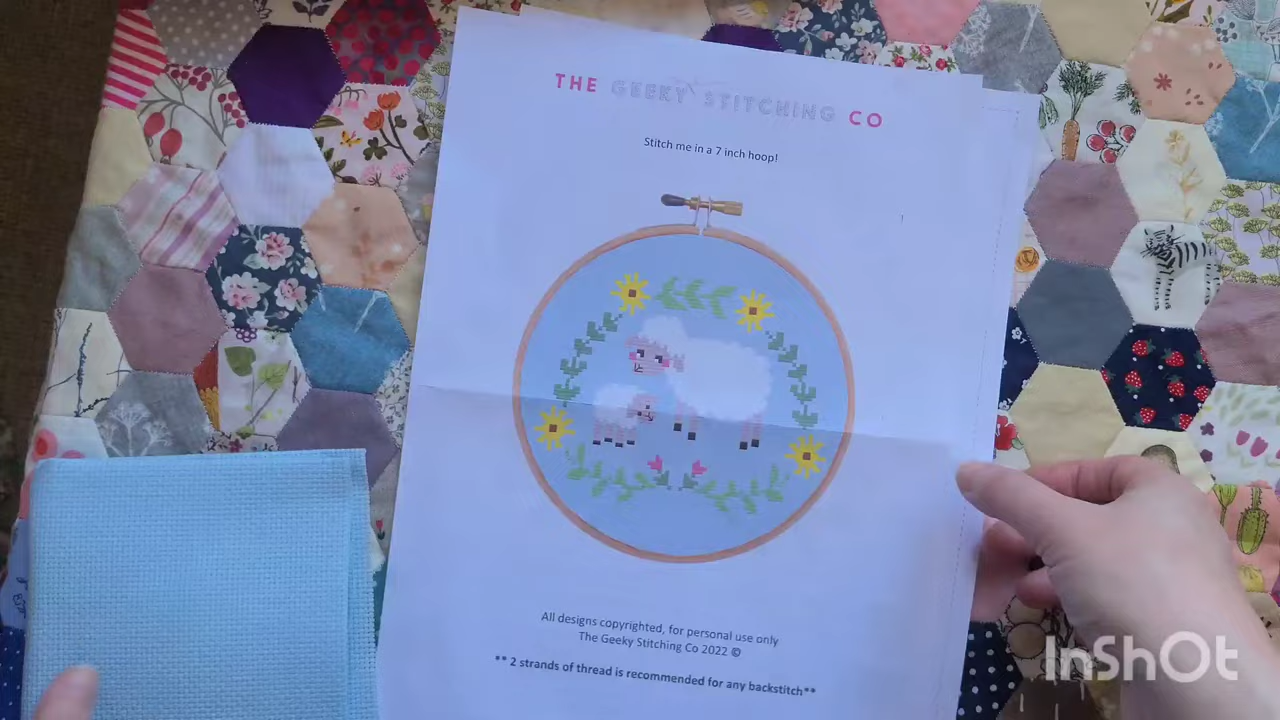 THE GEEKY STITCHING CO
Stitch me in a 7 inch hoop!
All designs copyrighted, for personal use only
The Geeky Stitching Co 2022 ©
** 2 strands of thread is recommended for any backstitch**
InShOt